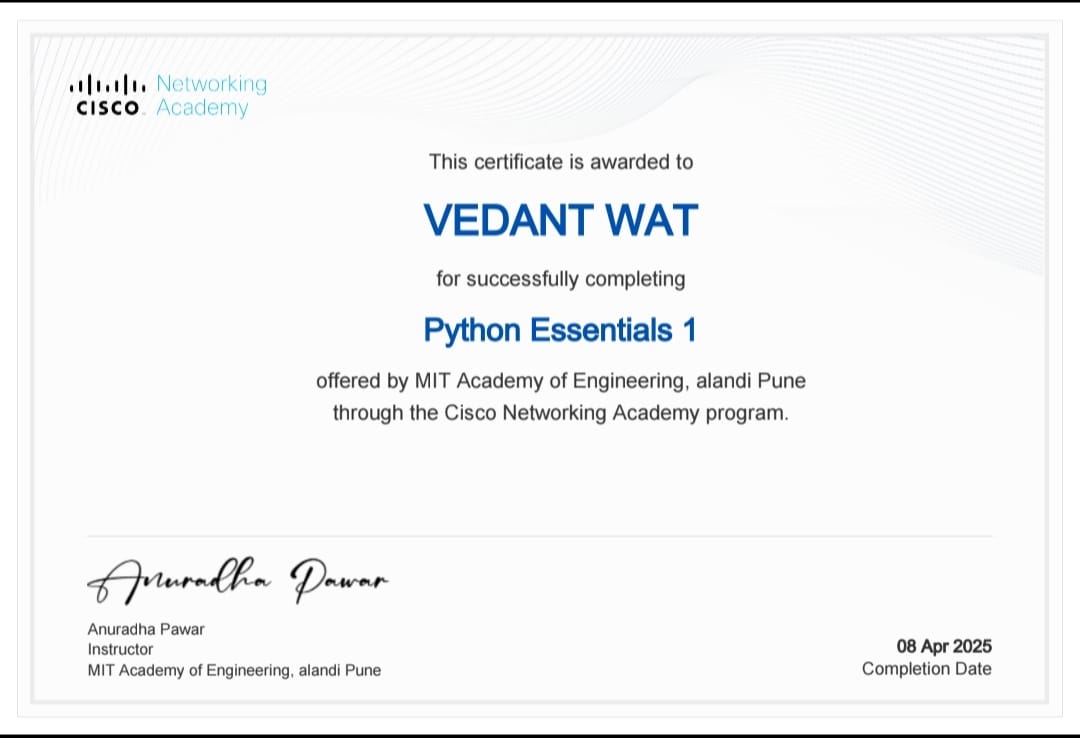 Networking
CISCO. Academy
This certificate is awarded to
VEDANT WAT
for successfully completing
Python Essentials 1
offered by MIT Academy of Engineering, alandi Pune
through the Cisco Networking Academy program.
Anuradha Pawar
Anuradha Pawar
Instructor
MIT Academy of Engineering, alandi Pune
08 Apr 2025
Completion Date